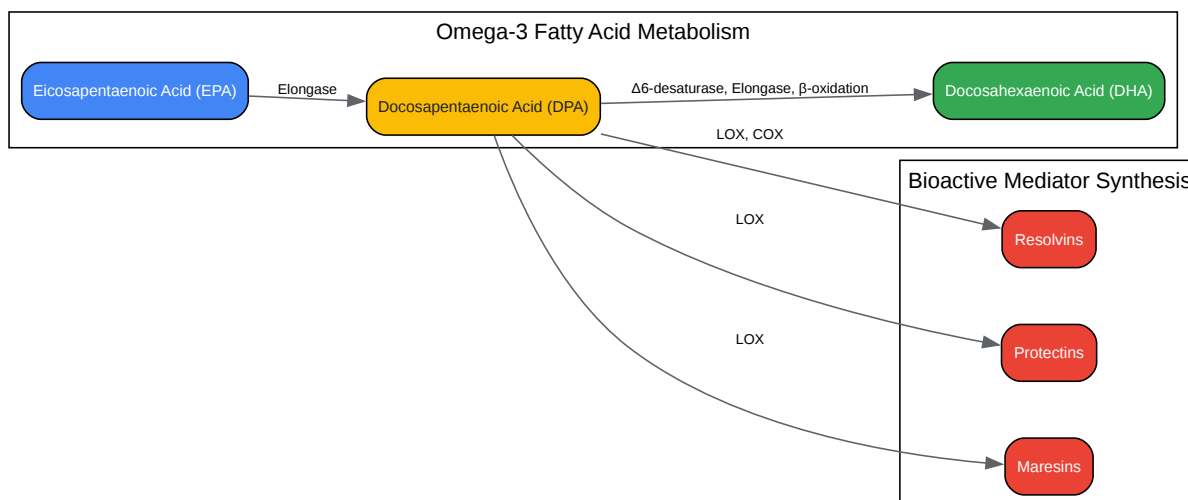 Omega-3 Fatty Acid Metabolism
Eicosapentaenoic Acid (EPA)
Elongase
Docosapentaenoic Acid (DPA)
Δ6-desaturase, Elongase, β-oxidation
Docosahexaenoic Acid (DHA)
LOX, COX
Bioactive Mediator Synthesis
LOX
Resolvins
LOX
Protectins
Maresins